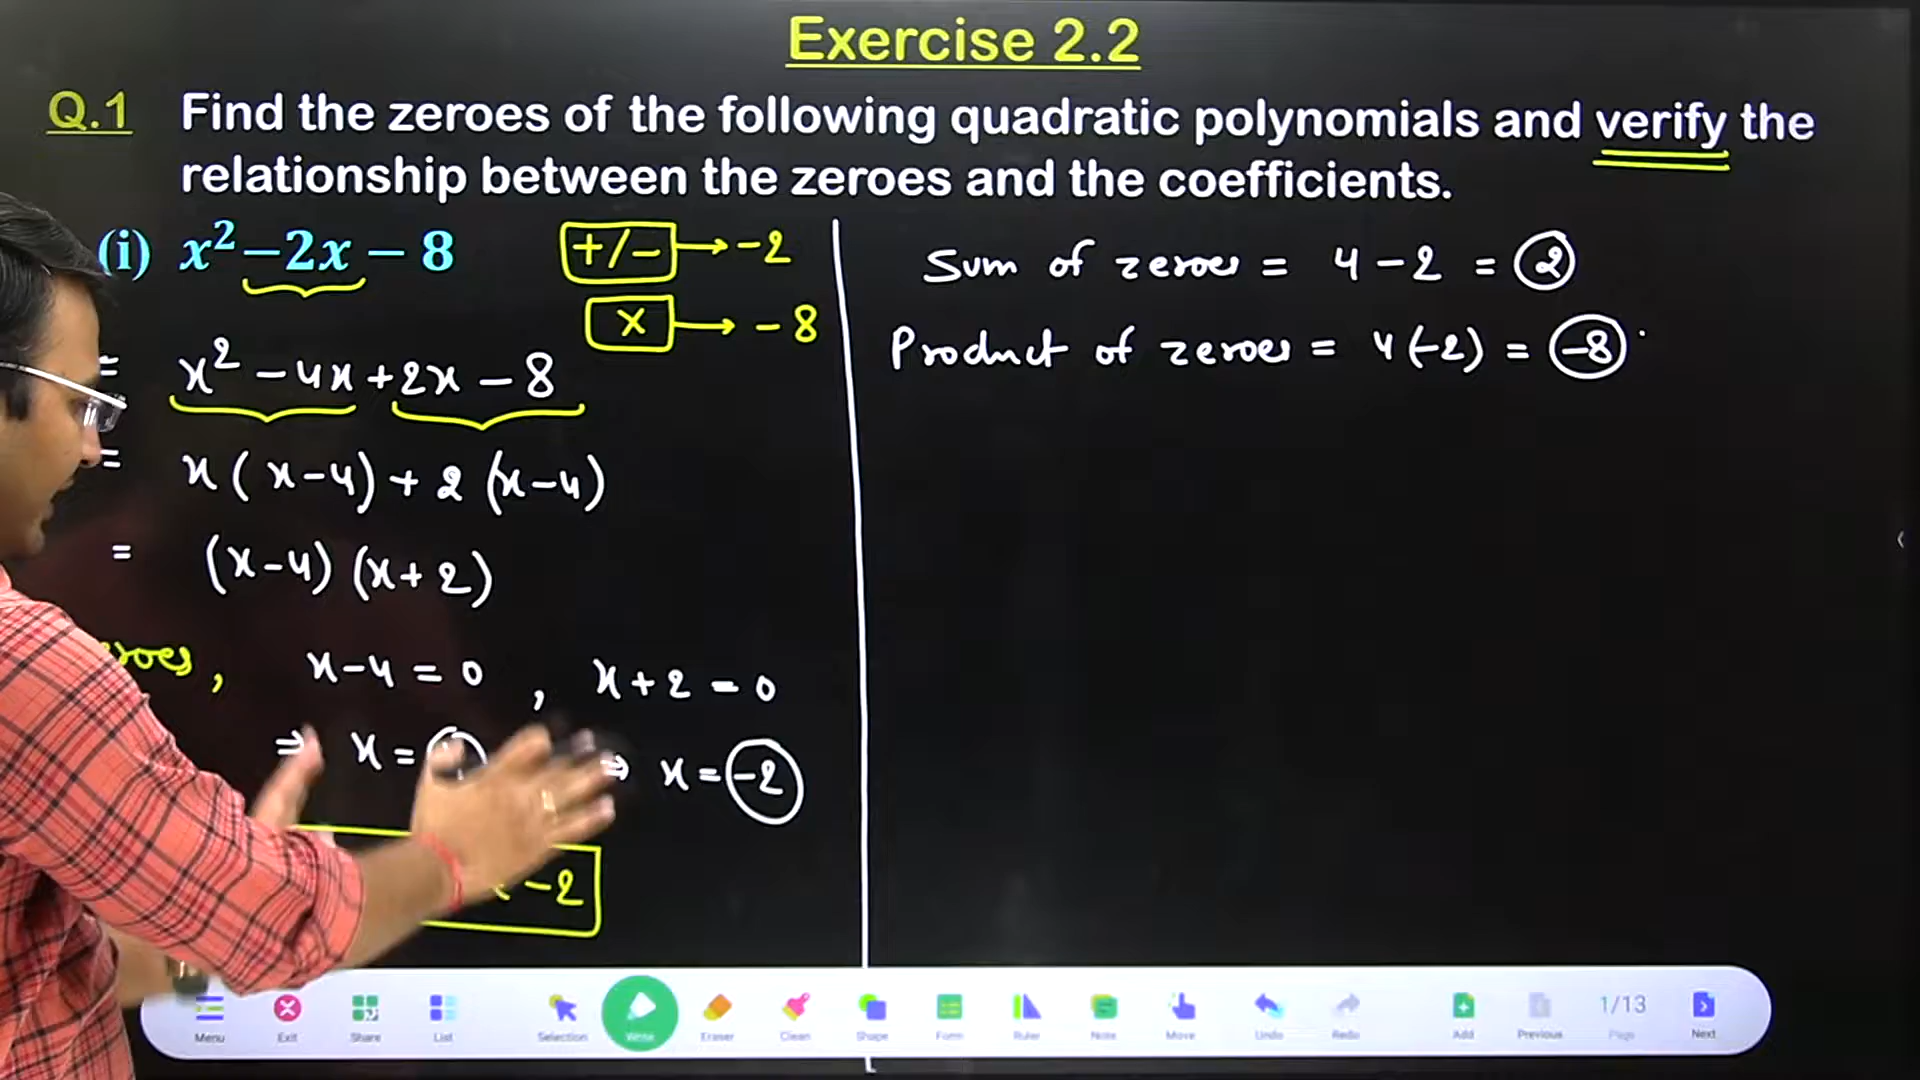 Exercise 2.2
Q.1 Find the zeroes of the following quadratic polynomials and verify the
relationship between the zeroes and the coefficients.
(i) x² − 2x − 8
+/− → −2
× → −8
= x² − 4x + 2x − 8
= x(x−4) + 2(x−4)
= (x−4)(x+2)
x−4 = 0 , x+2 = 0
⇒ x = ⇒ x = −2
−2
Sum of zeroes = 4 − 2 = 2
Product of zeroes = 4(−2) = −8
Menu Exit Share List Selection Write Eraser Clean Shape Form Ruler Note Move Undo Redo Add Previous 1/13 Page Next